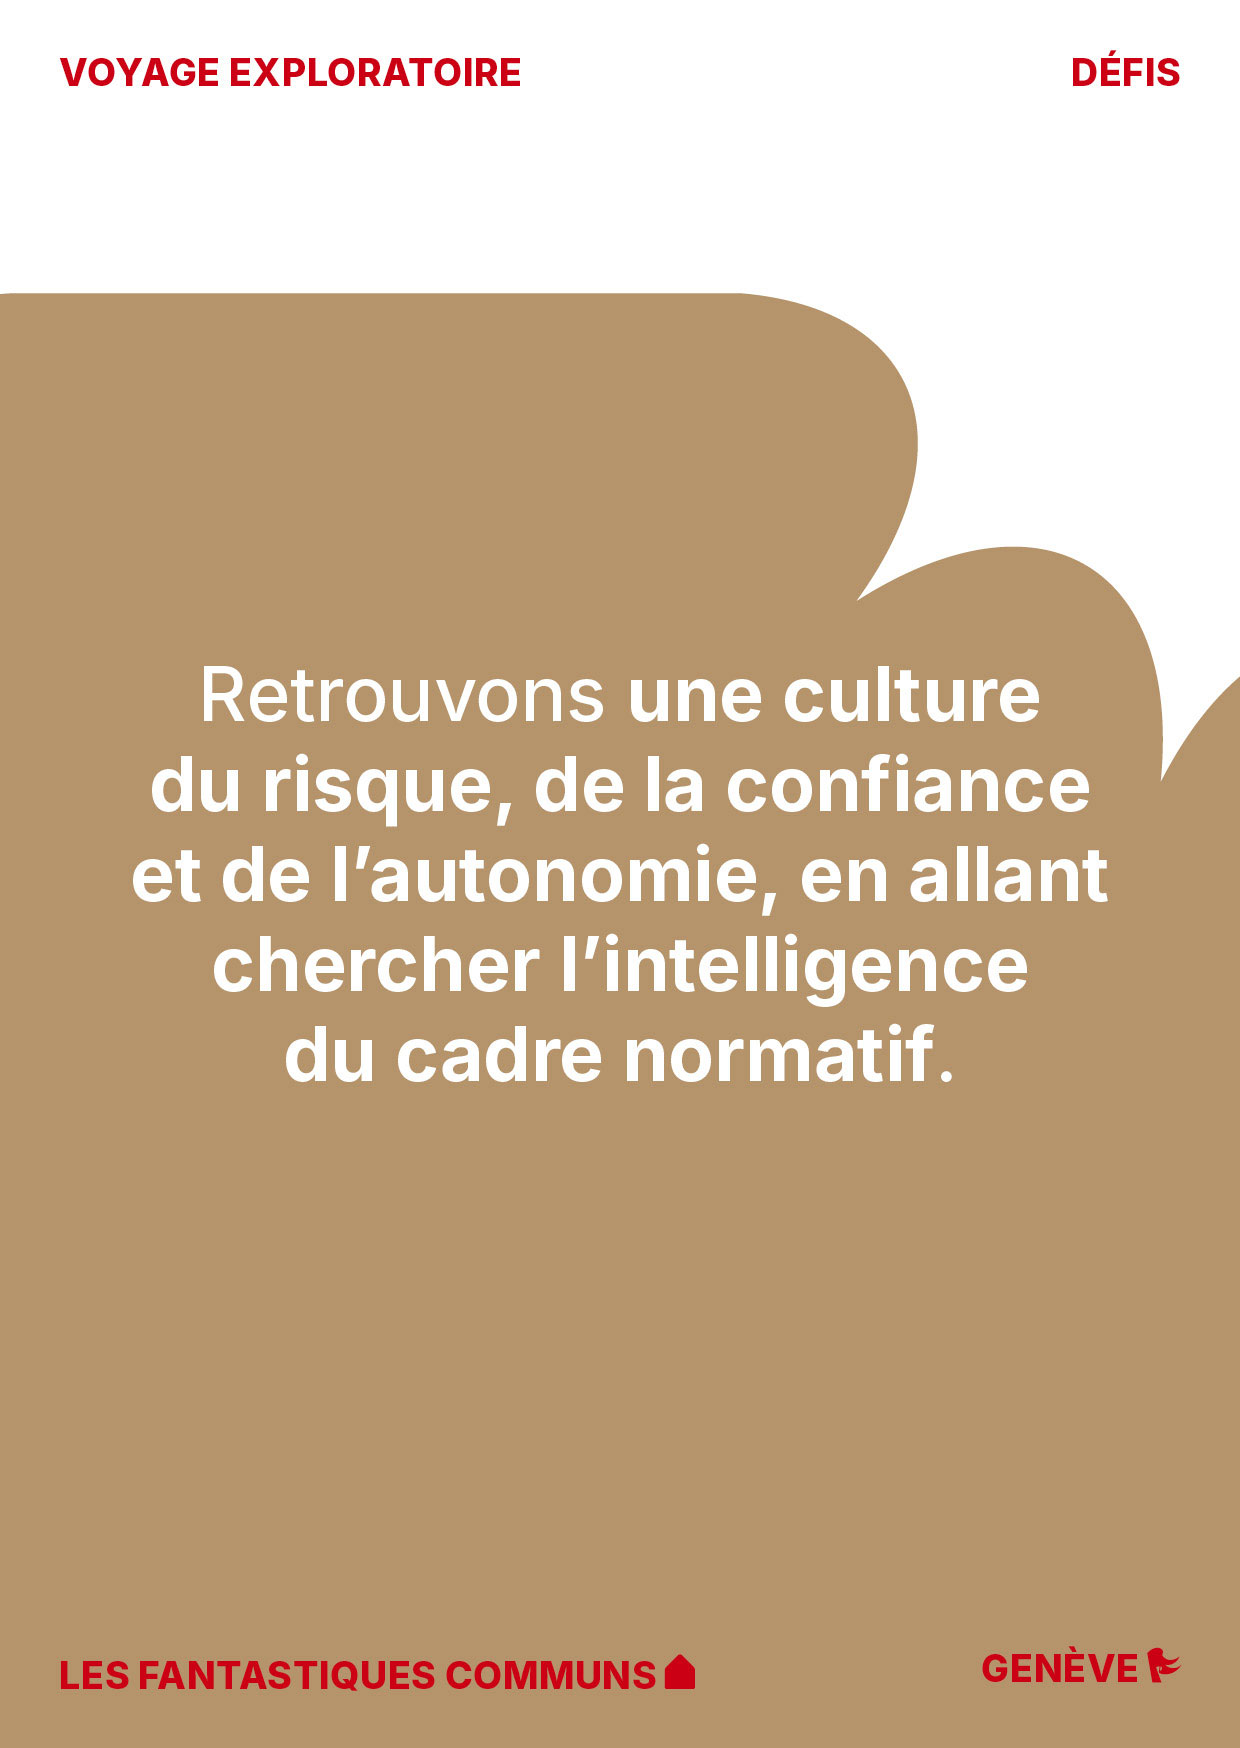 VOYAGE EXPLORATOIRE
DÉFIS
Retrouvons une culture
du risque, de la confiance
et de l’autonomie, en allant
chercher l’intelligence
du cadre normatif.
LES FANTASTIQUES COMMUNS
GENÈVE